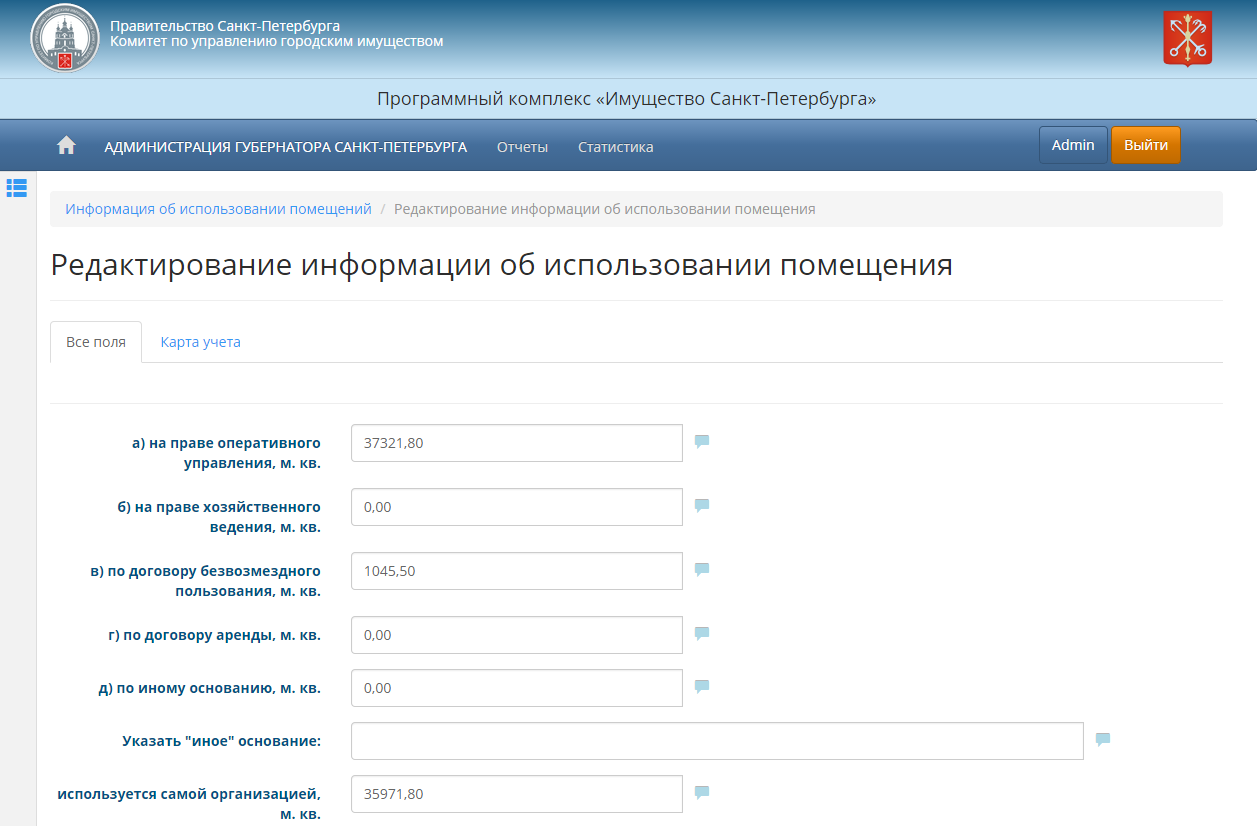 Правительство Санкт-Петербурга
Комитет по управлению городским имуществом
Программный комплекс «Имущество Санкт-Петербурга»
АДМИНИСТРАЦИЯ ГУБЕРНАТОРА САНКТ-ПЕТЕРБУРГА Отчеты Статистика Admin Выйти
Информация об использовании помещений / Редактирование информации об использовании помещения
Редактирование информации об использовании помещения
Все поля Карта учета
а) на праве оперативного
управления, м. кв.
37321,80
б) на праве хозяйственного
ведения, м. кв.
0,00
в) по договору безвозмездного
пользования, м. кв.
1045,50
г) по договору аренды, м. кв.
0,00
д) по иному основанию, м. кв.
0,00
Указать "иное" основание:
используется самой организацией,
м. кв.
35971,80